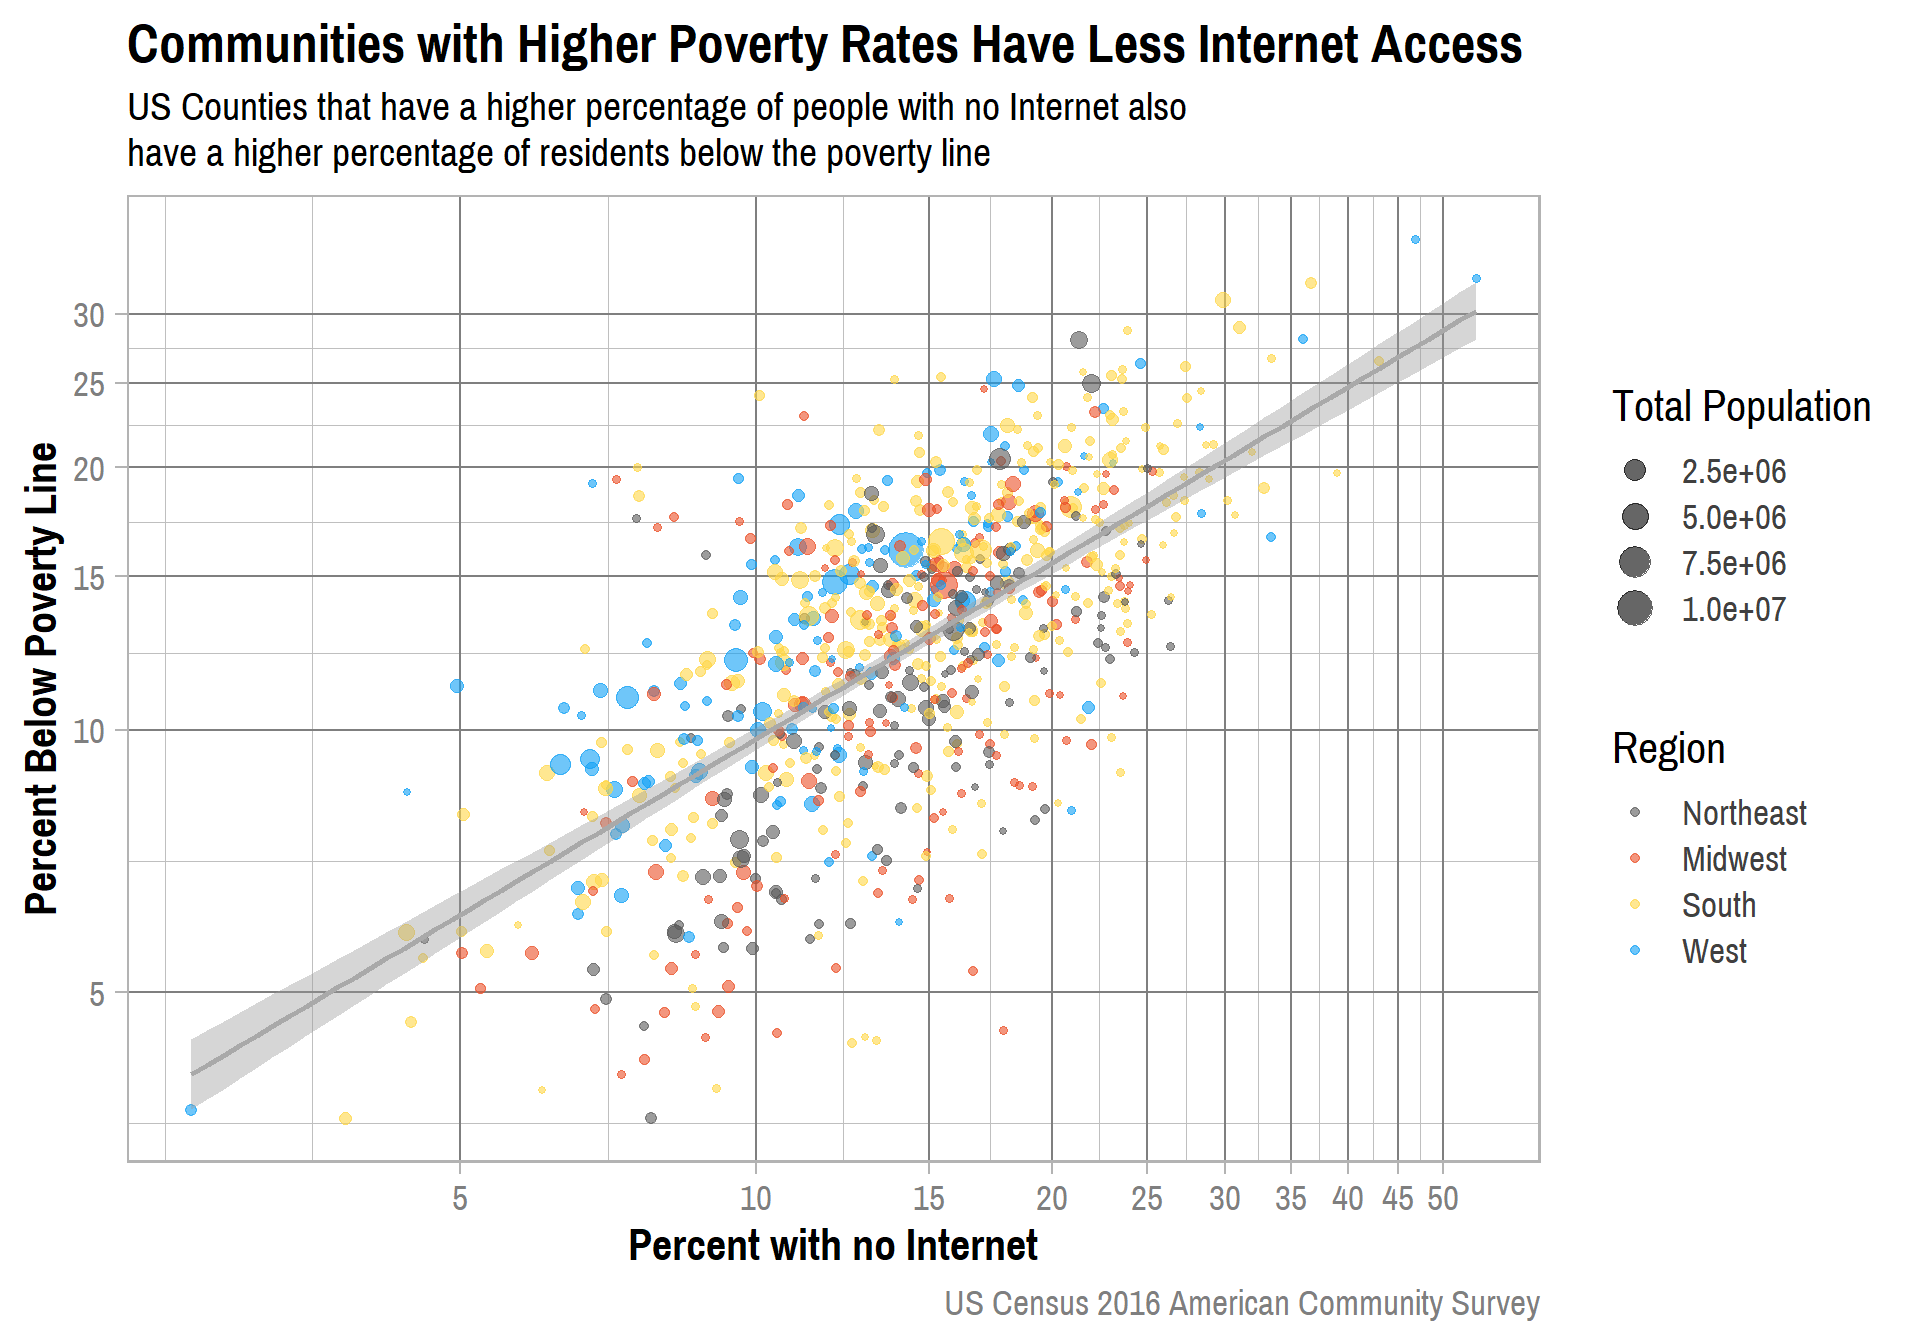 Communities with Higher Poverty Rates Have Less Internet Access
US Counties that have a higher percentage of people with no Internet also
have a higher percentage of residents below the poverty line
Percent Below Poverty Line
30
25
20
15
10
5
5 10 15 20 25 30 35 40 45 50
Percent with no Internet
Total Population
2.5e+06
5.0e+06
7.5e+06
1.0e+07
Region
Northeast
Midwest
South
West
US Census 2016 American Community Survey